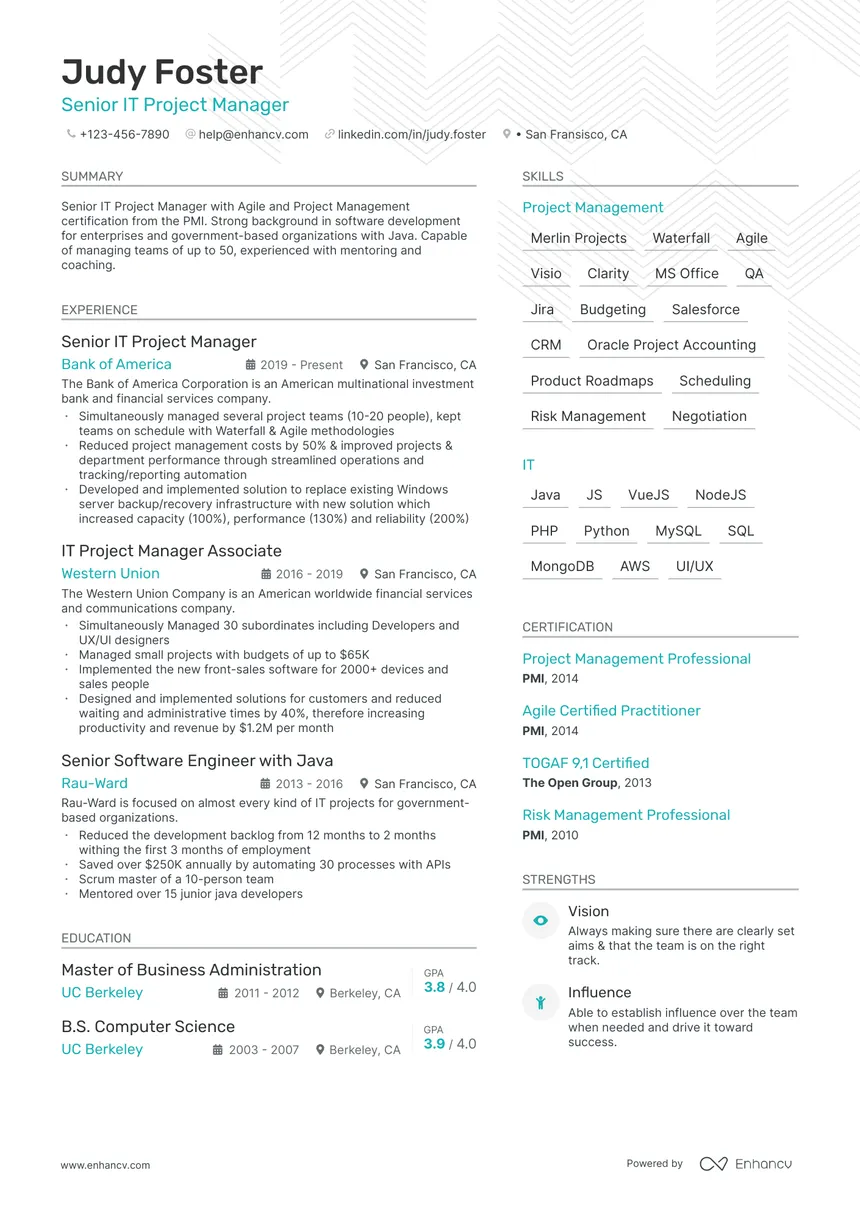 Judy Foster
Senior IT Project Manager
+123-456-7890 help@enhancv.com linkedin.com/in/judy.foster • San Fransisco, CA
SUMMARY
Senior IT Project Manager with Agile and Project Management
certification from the PMI. Strong background in software development
for enterprises and government-based organizations with Java. Capable
of managing teams of up to 50, experienced with mentoring and
coaching.
EXPERIENCE
Senior IT Project Manager
Bank of America 2019 - Present San Francisco, CA
The Bank of America Corporation is an American multinational investment
bank and financial services company.
· Simultaneously managed several project teams (10-20 people), kept
teams on schedule with Waterfall & Agile methodologies
· Reduced project management costs by 50% & improved projects &
department performance through streamlined operations and
tracking/reporting automation
· Developed and implemented solution to replace existing Windows
server backup/recovery infrastructure with new solution which
increased capacity (100%), performance (130%) and reliability (200%)
IT Project Manager Associate
Western Union 2016 - 2019 San Francisco, CA
The Western Union Company is an American worldwide financial services
and communications company.
· Simultaneously Managed 30 subordinates including Developers and
UX/UI designers
· Managed small projects with budgets of up to $65K
· Implemented the new front-sales software for 2000+ devices and
sales people
· Designed and implemented solutions for customers and reduced
waiting and administrative times by 40%, therefore increasing
productivity and revenue by $1.2M per month
Senior Software Engineer with Java
Rau-Ward 2013 - 2016 San Francisco, CA
Rau-Ward is focused on almost every kind of IT projects for government-
based organizations.
· Reduced the development backlog from 12 months to 2 months
withing the first 3 months of employment
· Saved over $250K annually by automating 30 processes with APIs
· Scrum master of a 10-person team
· Mentored over 15 junior java developers
EDUCATION
Master of Business Administration
UC Berkeley 2011 - 2012 Berkeley, CA
GPA
3.8 / 4.0
B.S. Computer Science
UC Berkeley 2003 - 2007 Berkeley, CA
GPA
3.9 / 4.0
SKILLS
Project Management
Merlin Projects Waterfall Agile
Visio Clarity MS Office QA
Jira Budgeting Salesforce
CRM Oracle Project Accounting
Product Roadmaps Scheduling
Risk Management Negotiation
IT
Java JS VueJS NodeJS
PHP Python MySQL SQL
MongoDB AWS UI/UX
CERTIFICATION
Project Management Professional
PMI, 2014
Agile Certified Practitioner
PMI, 2014
TOGAF 9,1 Certified
The Open Group, 2013
Risk Management Professional
PMI, 2010
STRENGTHS
Vision
Always making sure there are clearly set
aims & that the team is on the right
track.
Influence
Able to establish influence over the team
when needed and drive it toward
success.
www.enhancv.com
Powered by Enhancv